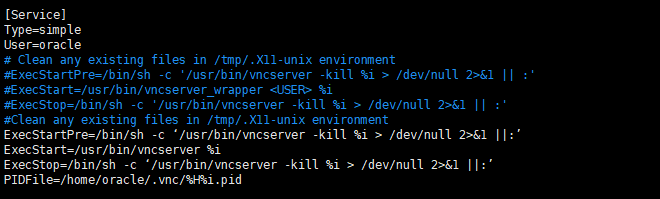 [Service]
Type=simple
User=oracle
# Clean any existing files in /tmp/.X11-unix environment
#ExecStartPre=/bin/sh -c '/usr/bin/vncserver -kill %i > /dev/null 2>&1 || :'
#ExecStart=/usr/bin/vncserver_wrapper <USER> %i
#ExecStop=/bin/sh -c '/usr/bin/vncserver -kill %i > /dev/null 2>&1 || :'
#Clean any existing files in /tmp/.X11-unix environment
ExecStartPre=/bin/sh -c ‘/usr/bin/vncserver -kill %i > /dev/null 2>&1 ||:’
ExecStart=/usr/bin/vncserver %i
ExecStop=/bin/sh -c ‘/usr/bin/vncserver -kill %i > /dev/null 2>&1 ||:’
PIDFile=/home/oracle/.vnc/%H%i.pid